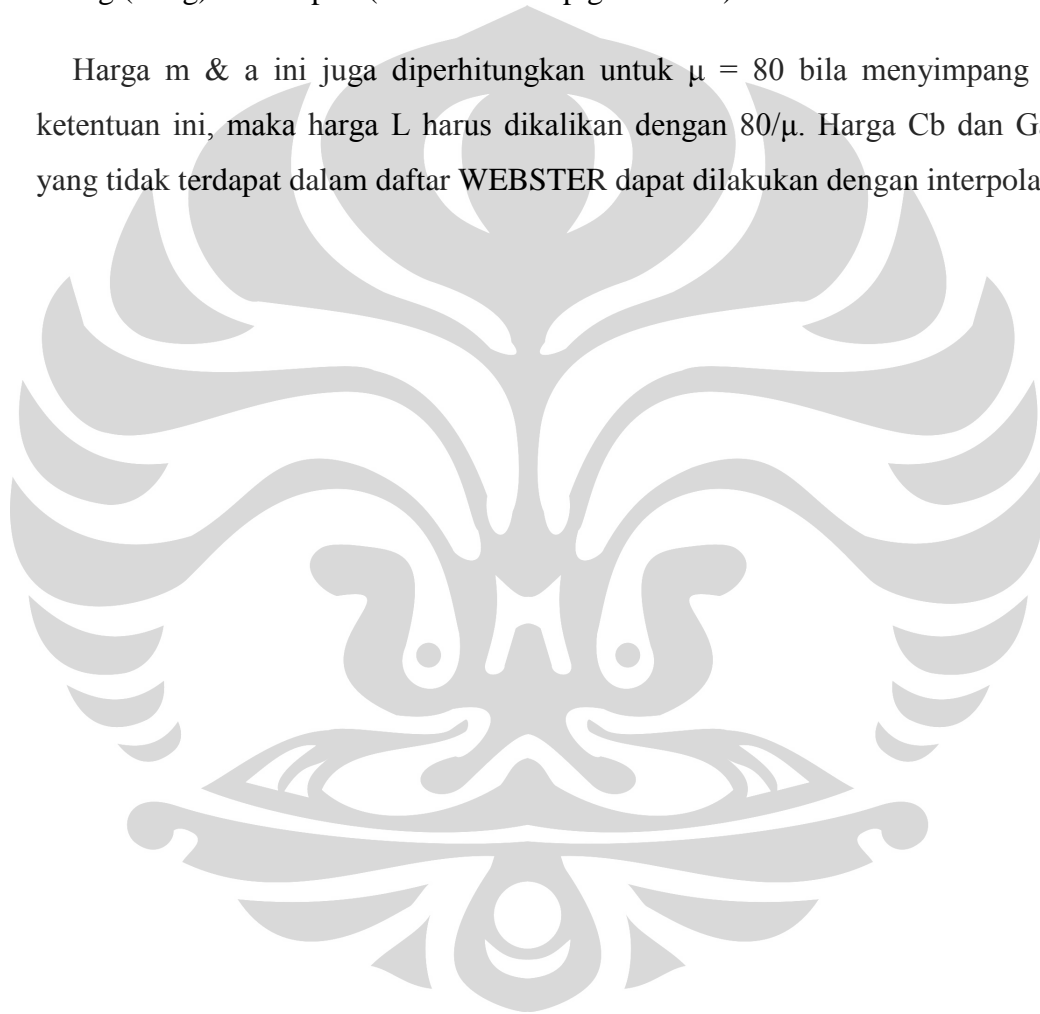 Harga m & a ini juga diperhitungkan untuk μ = 80 bila menyimpang
ketentuan ini, maka harga L harus dikalikan dengan 80/μ. Harga Cb dan
yang tidak terdapat dalam daftar WEBSTER dapat dilakukan dengan